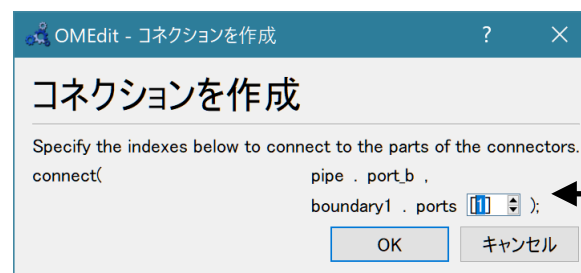 OMEdit - コネクションを作成 ? ×
コネクションを作成
Specify the indexes below to connect to the parts of the connectors.
connect( pipe . port_b ,
boundary1 . ports [1] );
OK キャンセル